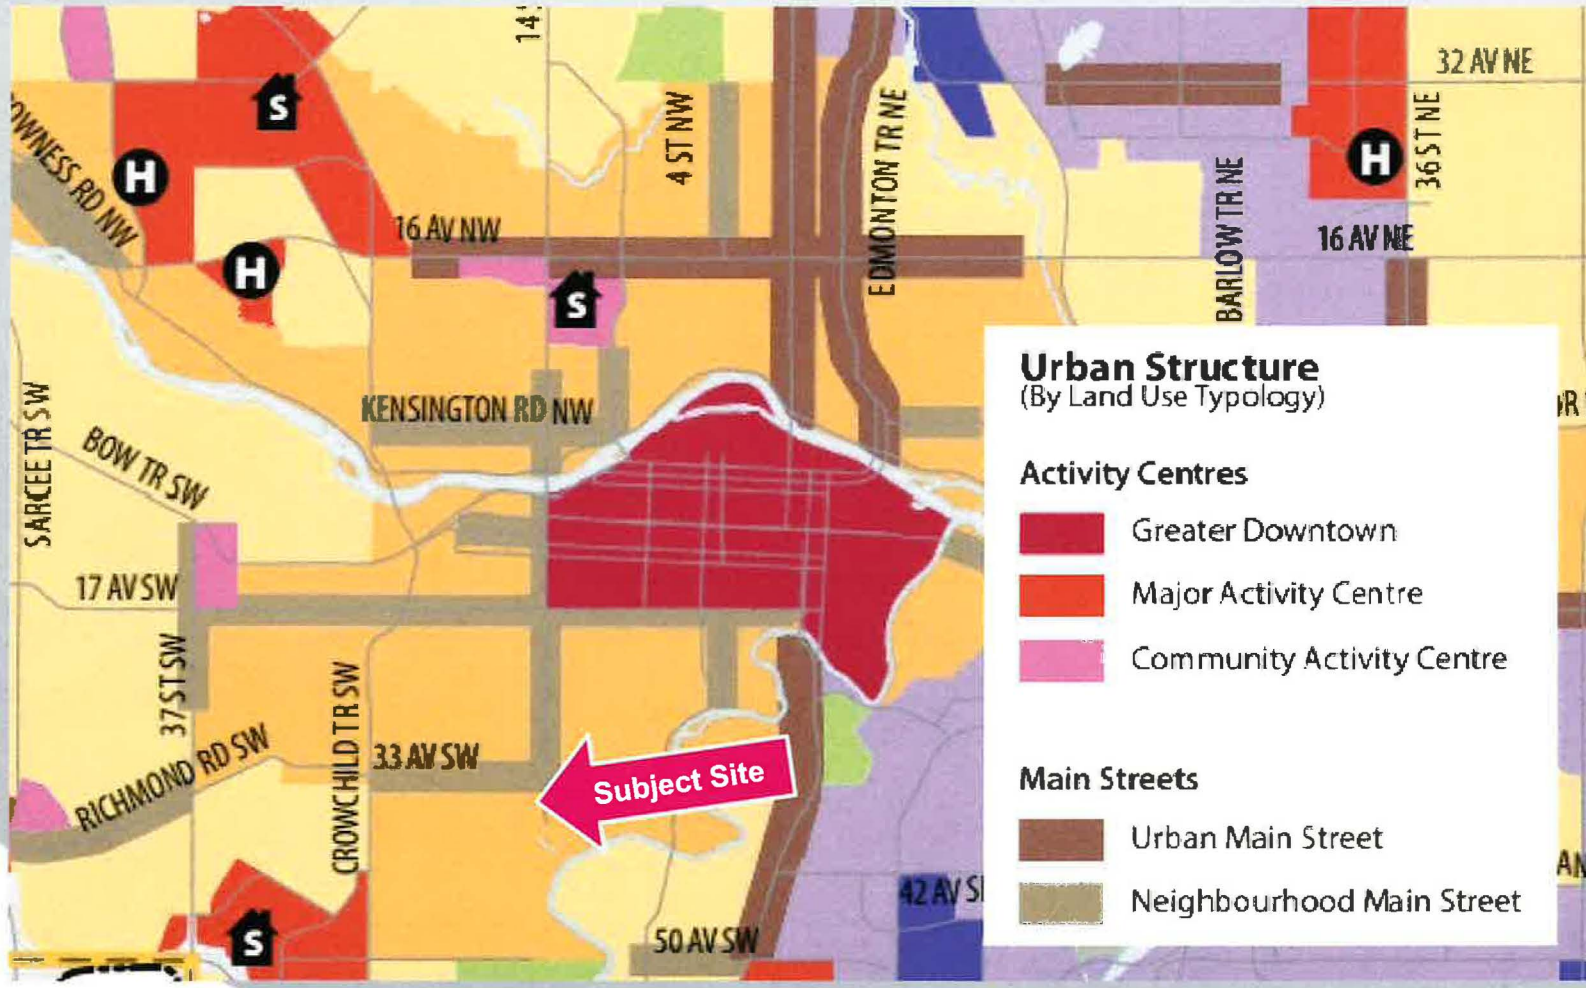 14 S
32 AV NE
S
OWNESS RD NW
H
4 ST NW
EDMONTON TR NE
H
36 ST NE
BARLOW TR NE
16 AV NW
16 AV NE
H
S
Urban Structure
(By Land Use Typology)
KENSINGTON RD NW
SARCEE TR SW
BOW TR SW
Activity Centres
Greater Downtown
17 AV SW
Major Activity Centre
37 ST SW
Community Activity Centre
CROWCHILD TR SW
33 AV SW
RICHMOND RD SW
Subject Site
Main Streets
Urban Main Street
42 AV S
Neighbourhood Main Street
S
50 AV SW